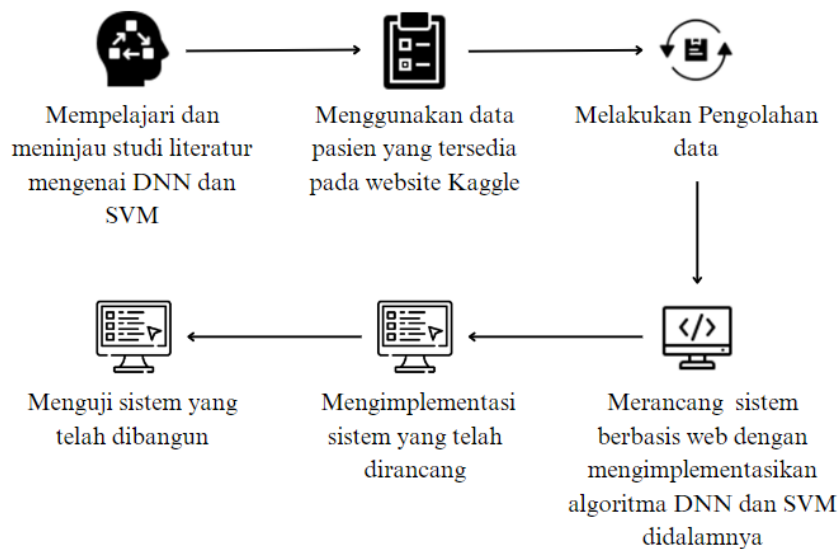 Mempelajari dan
meninjau studi literatur
mengenai DNN dan
SVM
Menggunakan data
pasien yang tersedia
pada website Kaggle
Melakukan Pengolahan
data
Menguji sistem yang
telah dibangun
Mengimplementasi
sistem yang telah
dirancang
Merancang sistem
berbasis web dengan
mengimplementasikan
algoritma DNN dan SVM
didalamnya